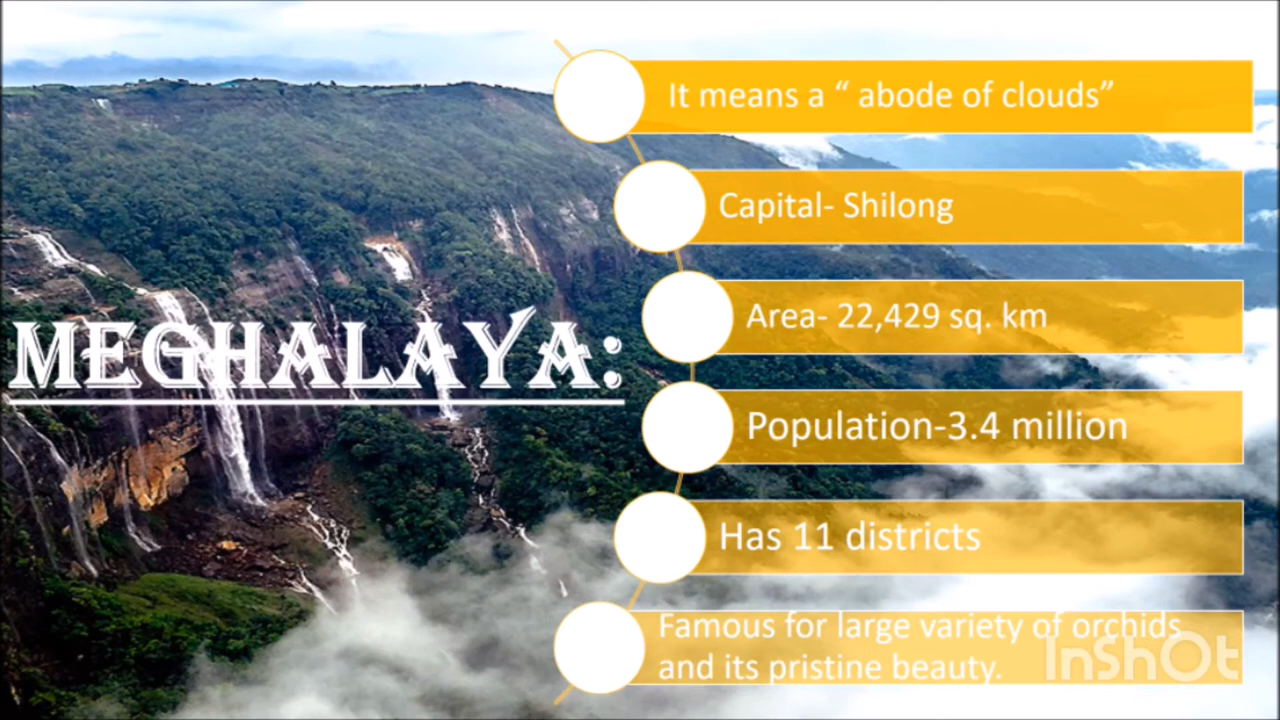 MEGHALAYA:
It means a “ abode of clouds”
Capital- Shilong
Area- 22,429 sq. km
Population-3.4 million
Has 11 districts
Famous for large variety of orchids
and its pristine beauty.
InShOt